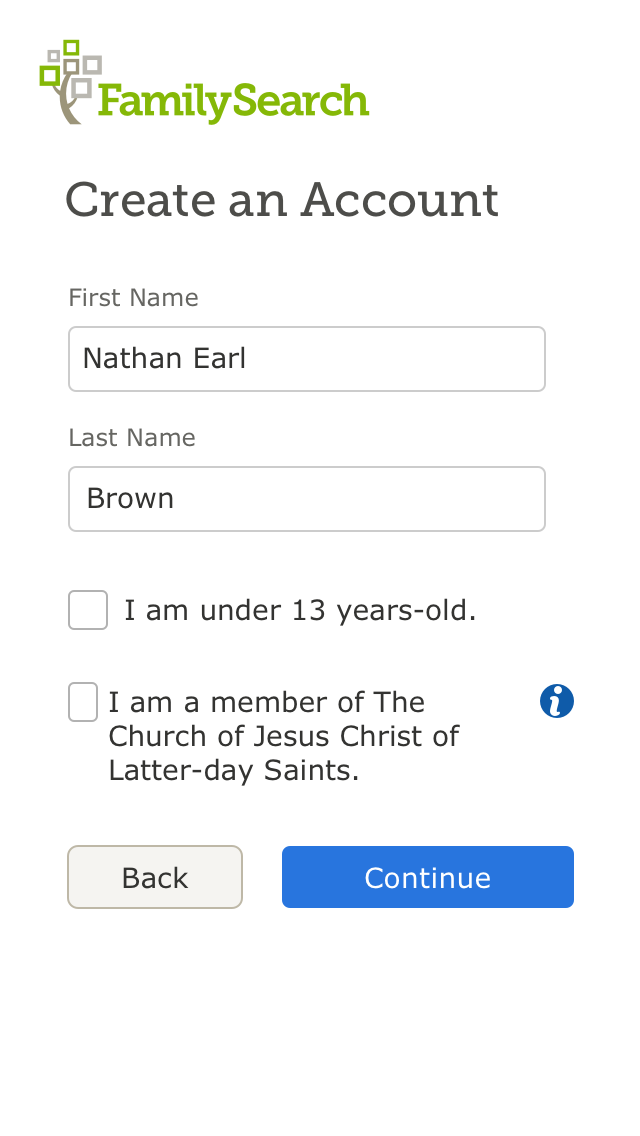 FamilySearch
Create an Account
First Name
Nathan Earl
Last Name
Brown
I am under 13 years-old.
I am a member of The
Church of Jesus Christ of
Latter-day Saints.
i
Back
Continue